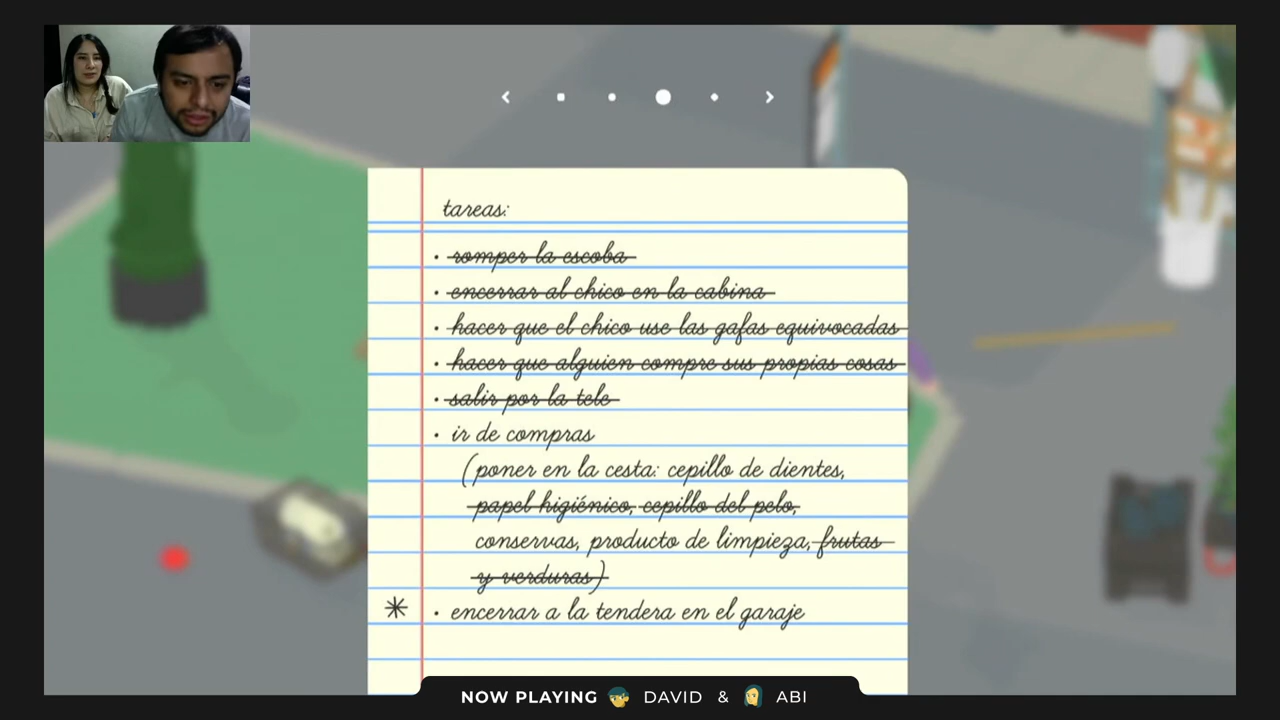 tareas:
• romper la escoba
• encerrar al chico en la cabina
• hacer que el chico use las gafas equivocadas
• hacer que alguien compre sus propias cosas
• salir por la tele
• ir de compras
(poner en la cesta: cepillo de dientes,
papel higiénico, cepillo del pelo,
conservas, producto de limpieza, frutas
y verduras)
* • encerrar a la tendera en el garaje
NOW PLAYING DAVID & ABI